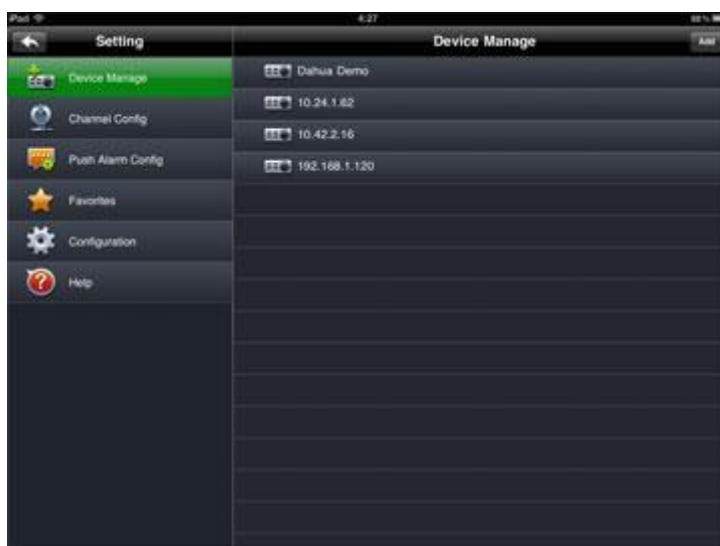 iPad 4:27 88%
Setting Device Manage Add
Device Manage
Channel Config
Push Alarm Config
Favorites
Configuration
Help
Dahua Demo
10.24.1.62
10.42.2.16
192.168.1.120